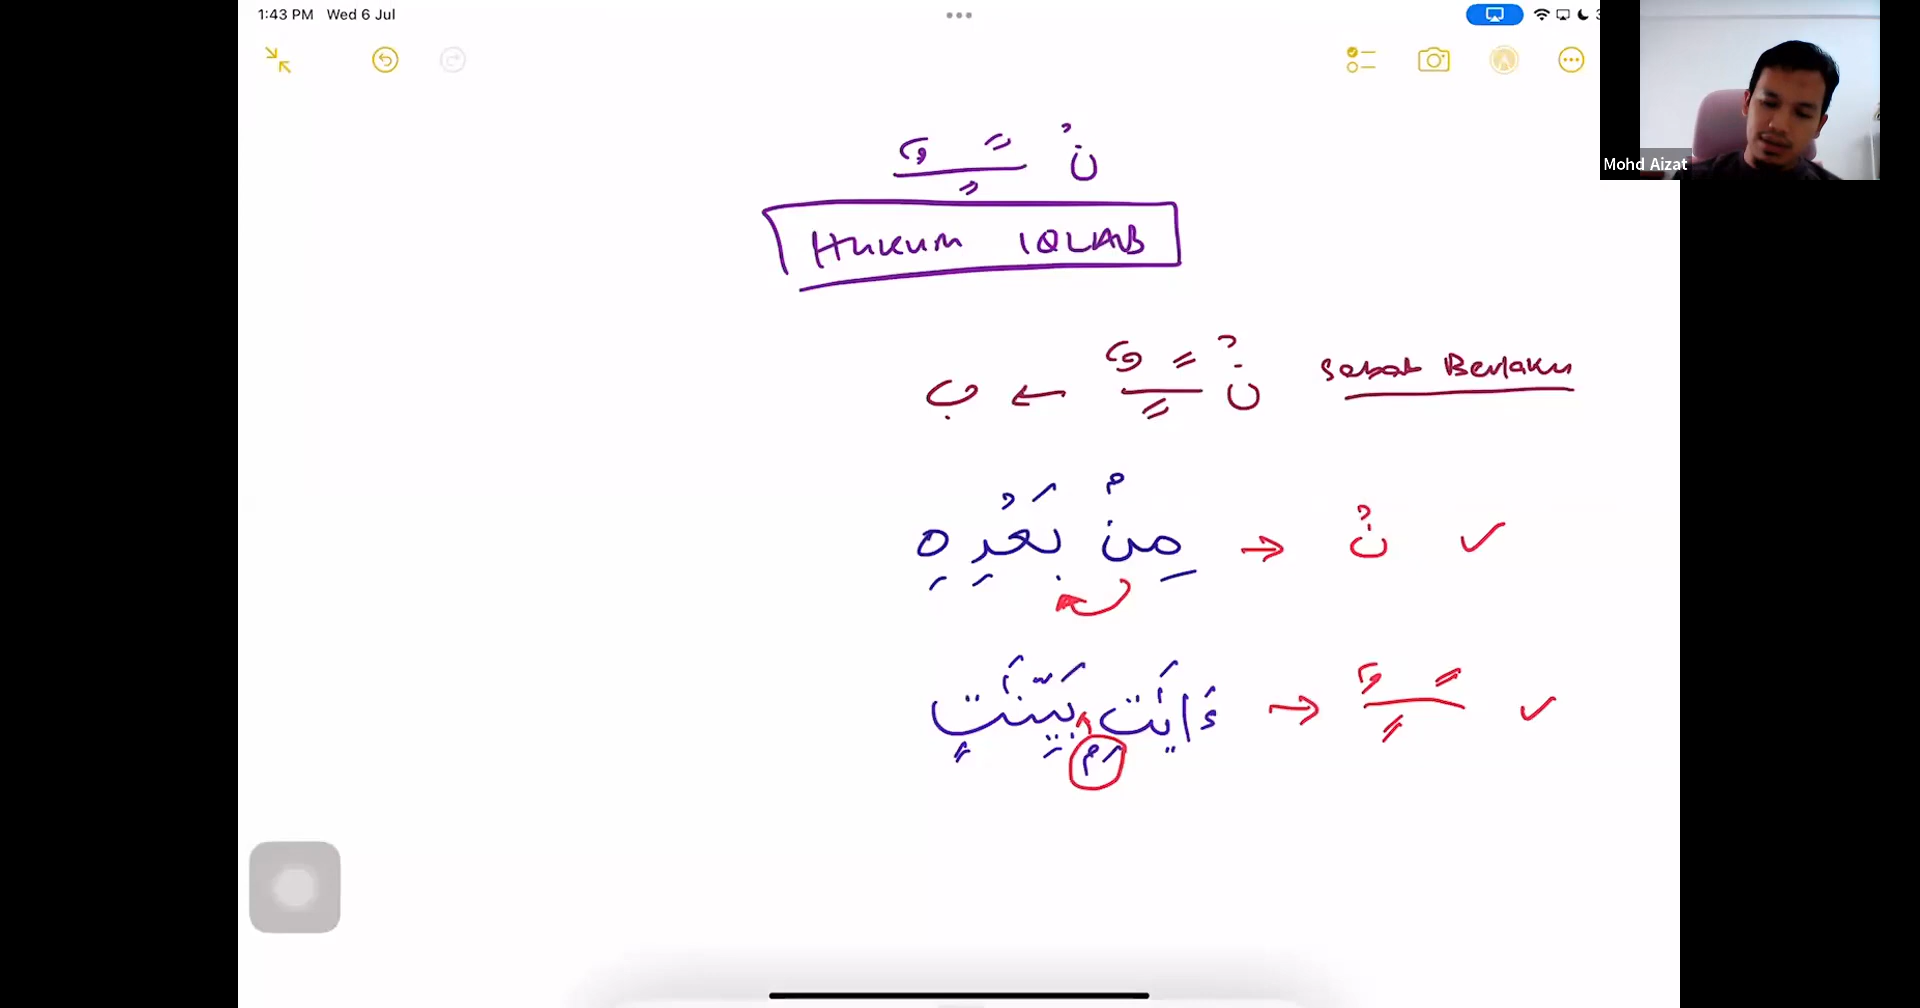 1:43 PM Wed 6 Jul
Mohd Aizat
نْ ـًـٍـٌ
HUKUM IQLAB
Sebab Berlaku نْ ـًـٍـٌ ← ب
مِنۢ بَعْدِهِ → نْ ✓
ءَايَٰتِۭ بَيِّنَٰتٍ → ـًـٍـٌ ✓